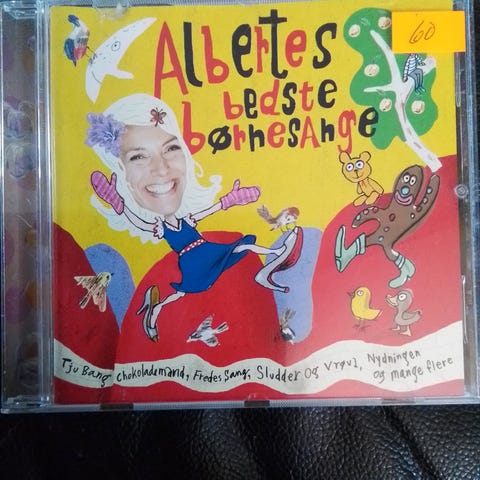 Albertes
bedste
børnesAnge
'60
Tju Bang chokolademand, Fredes Sang, Sludder og Vrøvl, Nydningen
og mange flere